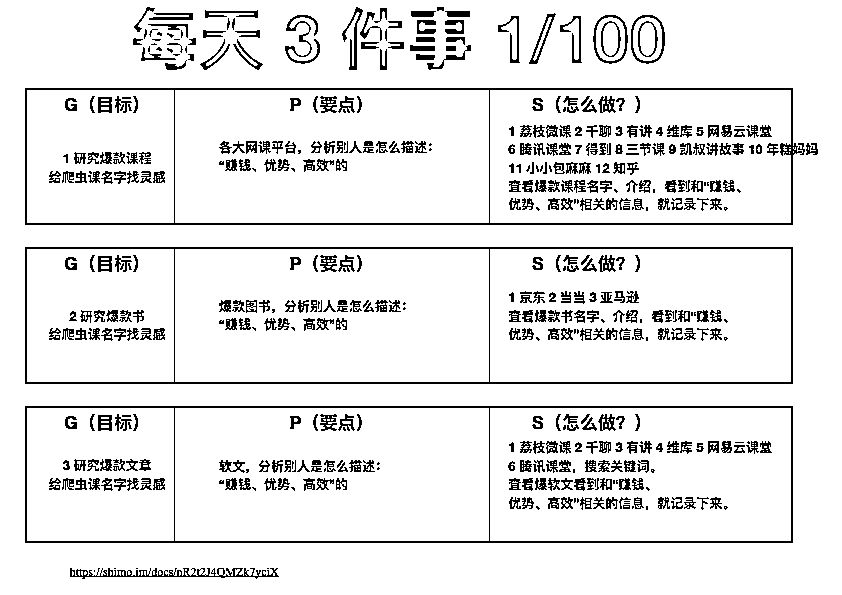 每天 3 件事 1/100
G（目标）
P（要点）
S（怎么做？）
1 研究爆款课程
给爬虫课名字找灵感
各大网课平台，分析别人是怎么描述：
“赚钱、优势、高效”的
1 荔枝微课 2 千聊 3 有讲 4 维库 5 网易云课堂
6 腾讯课堂 7 得到 8 三节课 9 凯叔讲故事 10 年糕妈妈
11 小小包麻麻 12 知乎
查看爆款课程名字、介绍，看到和“赚钱、
优势、高效”相关的信息，就记录下来。
G（目标）
P（要点）
S（怎么做？）
2 研究爆款书
给爬虫课名字找灵感
爆款图书，分析别人是怎么描述：
“赚钱、优势、高效”的
1 京东 2 当当 3 亚马逊
查看爆款书名字、介绍，看到和“赚钱、
优势、高效”相关的信息，就记录下来。
G（目标）
P（要点）
S（怎么做？）
3 研究爆款文章
给爬虫课名字找灵感
软文，分析别人是怎么描述：
“赚钱、优势、高效”的
1 荔枝微课 2 千聊 3 有讲 4 维库 5 网易云课堂
6 腾讯课堂，搜索关键词。
查看爆软文看到和“赚钱、
优势、高效”相关的信息，就记录下来。
https://shimo.im/docs/nR2t2J4QMZk7yciX